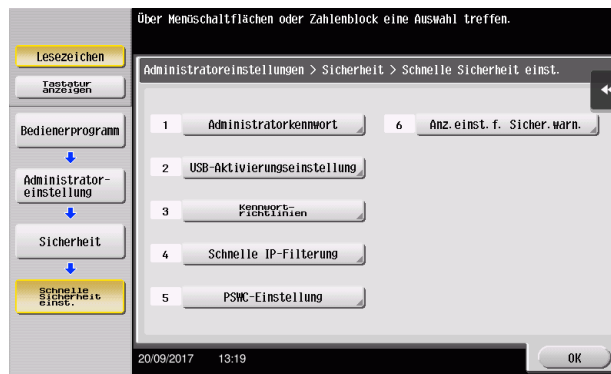 Über Menüschaltflächen oder Zahlenblock eine Auswahl treffen.
Lesezeichen
Tastatur
anzeigen
Bedienerprogramm
Administrator-
einstellung
Sicherheit
Schnelle
Sicherheit
einst.
Administratoreinstellungen > Sicherheit > Schnelle Sicherheit einst.
1 Administratorkennwort
2 USB-Aktivierungseinstellung
3 Kennwort-
richtlinien
4 Schnelle IP-Filterung
5 PSWC-Einstellung
6 Anz.einst.f. Sicher.warn.
20/09/2017 13:19
OK